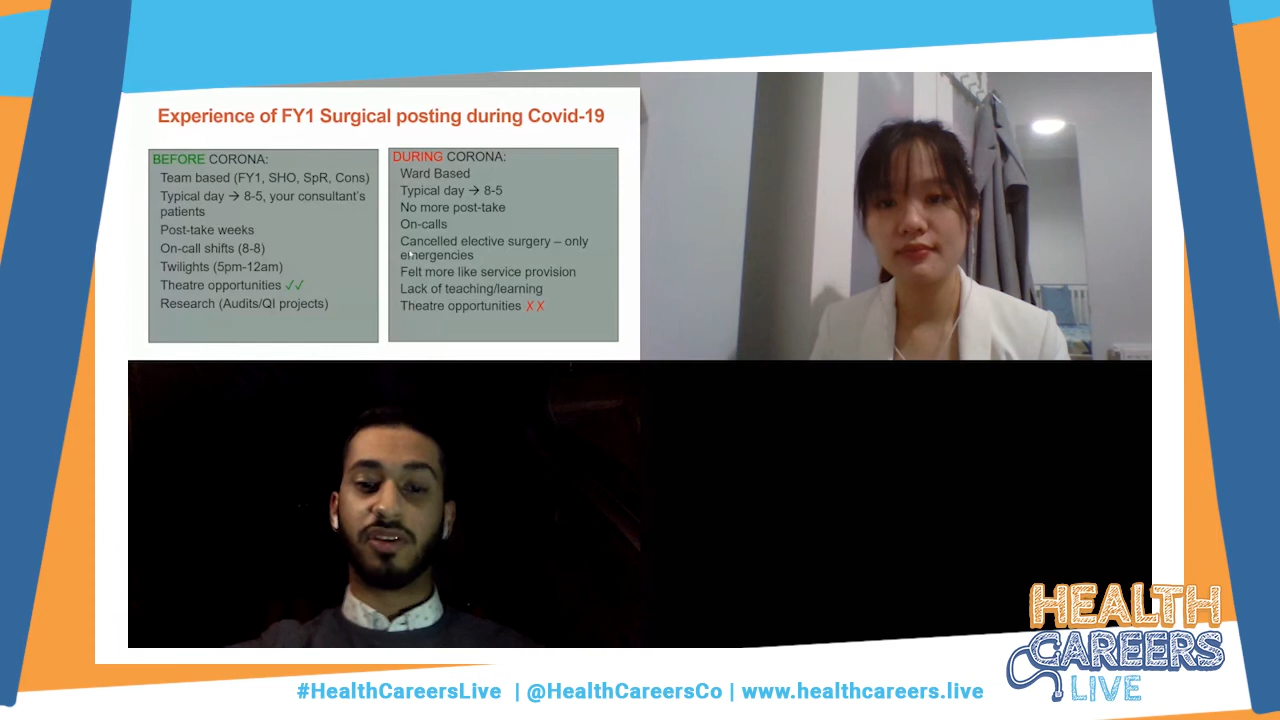 Experience of FY1 Surgical posting during Covid-19
BEFORE CORONA:
Team based (FY1, SHO, SpR, Cons)
Typical day → 8-5, your consultant's
patients
Post-take weeks
On-call shifts (8-8)
Twilights (5pm-12am)
Theatre opportunities ✓✓
Research (Audits/QI projects)
DURING CORONA:
Ward Based
Typical day → 8-5
No more post-take
On-calls
Cancelled elective surgery – only
emergencies
Felt more like service provision
Lack of teaching/learning
Theatre opportunities ✗✗
HEALTH
CAREERS
LIVE
#HealthCareersLive | @HealthCareersCo | www.healthcareers.live